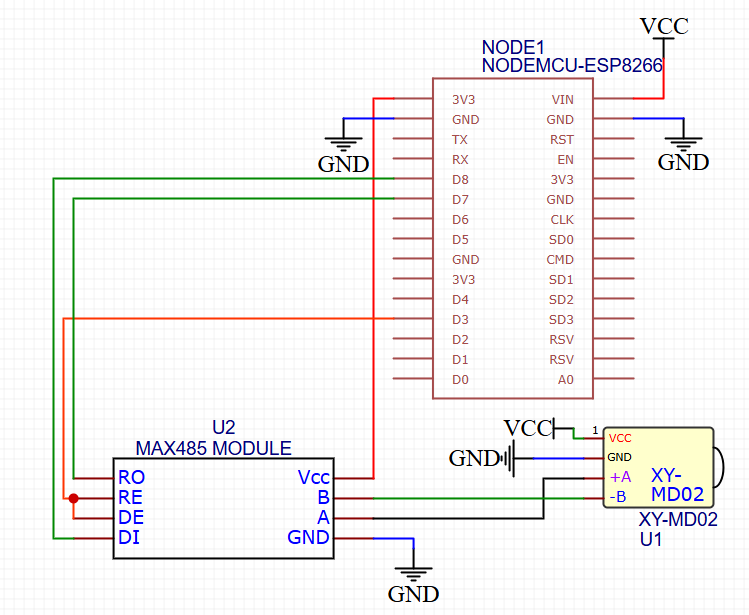 VCC
NODE1
NODEMCU-ESP8266
3V3 VIN
GND GND
TX RST
RX EN
D8 3V3
D7 GND
D6 CLK
D5 SD0
GND CMD
3V3 SD1
D4 SD2
D3 SD3
D2 RSV
D1 RSV
D0 A0
GND
GND
U2
MAX485 MODULE
RO Vcc
RE B
DE A
DI GND
GND
VCC
GND
1
VCC
GND
+A
-B
XY-
MD02
XY-MD02
U1